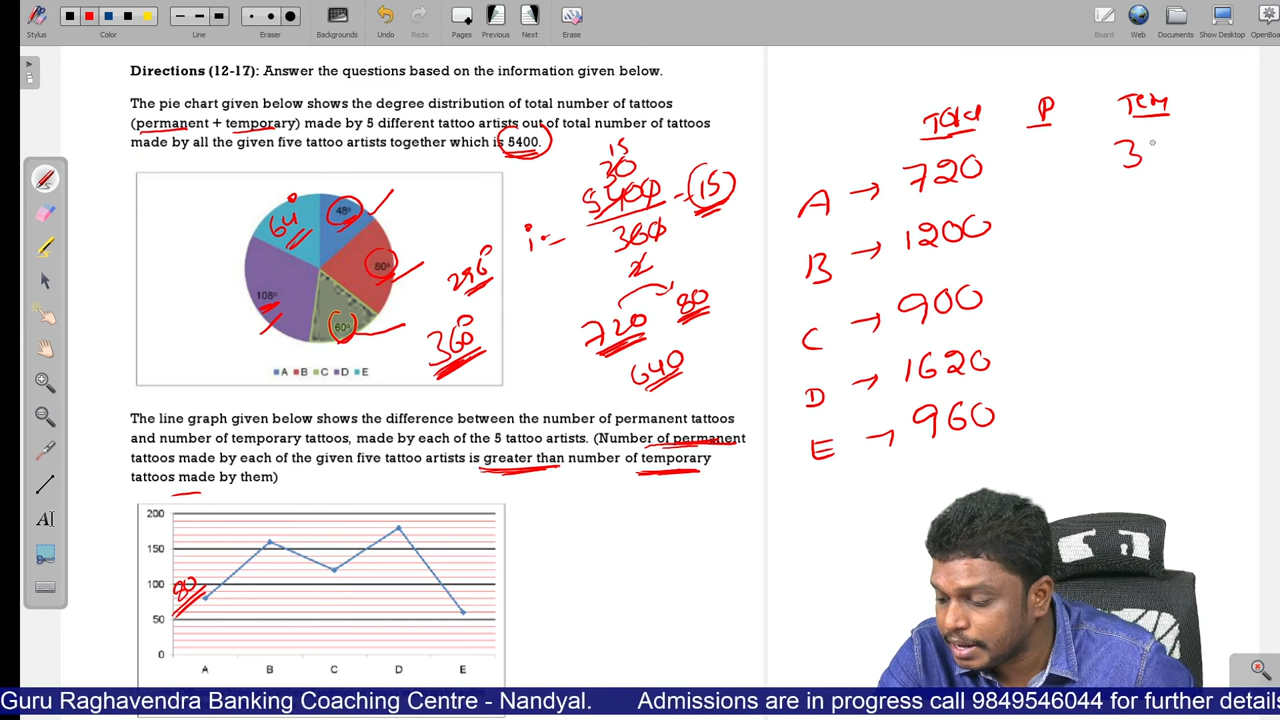 Stylus Color Line Eraser Backgrounds Undo Redo Pages Previous Next Erase Board Web Documents Show Desktop OpenBoa
Directions (12-17): Answer the questions based on the information given below.
The pie chart given below shows the degree distribution of total number of tattoos
(permanent + temporary) made by 5 different tattoo artists out of total number of tattoos
made by all the given five tattoo artists together which is 5400.
48°
80°
60°
108°
64°
A B C D E
296°
360°
15
30
5400
360
15
720 80
640
Total P Tem
A → 720 3
B → 1200
C → 900
D → 1620
E → 960
The line graph given below shows the difference between the number of permanent tattoos
and number of temporary tattoos, made by each of the 5 tattoo artists. (Number of permanent
tattoos made by each of the given five tattoo artists is greater than number of temporary
tattoos made by them)
200
150
100
80
50
0
A B C D E
Guru Raghavendra Banking Coaching Centre - Nandyal. Admissions are in progress call 9849546044 for further details